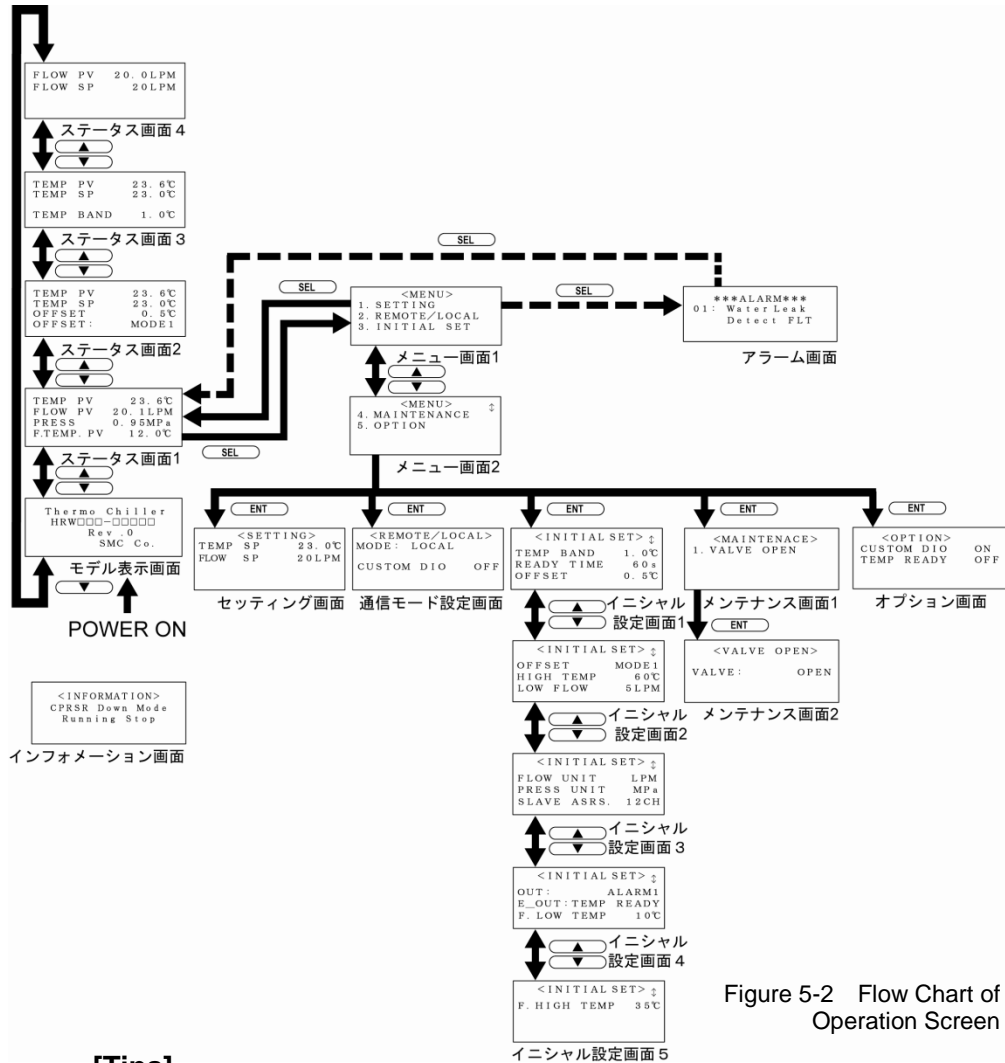 FLOW PV 20.0LPM
FLOW SP 20LPM
ステータス画面4
▲
▼
TEMP PV 23.6℃
TEMP SP 23.0℃
TEMP BAND 1.0℃
ステータス画面3
▲
▼
TEMP PV 23.6℃
TEMP SP 23.0℃
OFFSET 0.5℃
OFFSET: MODE1
ステータス画面2
▲
▼
TEMP PV 23.6℃
FLOW PV 20.1LPM
PRESS 0.95MPa
F.TEMP. PV 12.0℃
ステータス画面1
▲
▼
Thermo Chiller
HRW□□□-□□□□□
Rev .0
SMC Co.
モデル表示画面
▼
POWER ON
<INFORMATION>
CPRSR Down Mode
Running Stop
インフォメーション画面
SEL
SEL
SEL
SEL
<MENU>
1. SETTING
2. REMOTE/LOCAL
3. INITIAL SET
メニュー画面1
▲
▼
<MENU> ↕
4. MAINTENANCE
5. OPTION
メニュー画面2
***ALARM***
01: Water Leak
Detect FLT
アラーム画面
ENT
ENT
ENT
ENT
ENT
<SETTING>
TEMP SP 23.0℃
FLOW SP 20LPM
セッティング画面
<REMOTE/LOCAL>
MODE: LOCAL
CUSTOM DIO OFF
通信モード設定画面
<INITIAL SET> ↕
TEMP BAND 1.0℃
READY TIME 60s
OFFSET 0.5℃
▲
▼
イニシャル
設定画面1
<INITIAL SET> ↕
OFFSET MODE1
HIGH TEMP 60℃
LOW FLOW 5LPM
▲
▼
イニシャル
設定画面2
<INITIAL SET> ↕
FLOW UNIT LPM
PRESS UNIT MPa
SLAVE ASRS. 12CH
▲
▼
イニシャル
設定画面3
<INITIAL SET> ↕
OUT: ALARM1
E_OUT:TEMP READY
F. LOW TEMP 10℃
▲
▼
イニシャル
設定画面4
<INITIAL SET> ↕
F. HIGH TEMP 35℃
イニシャル設定画面5
<MAINTENACE>
1. VALVE OPEN
メンテナンス画面1
ENT
<VALVE OPEN>
VALVE: OPEN
メンテナンス画面2
<OPTION>
CUSTOM DIO ON
TEMP READY OFF
オプション画面
Figure 5-2 Flow Chart of
Operation Screen
[Tips]